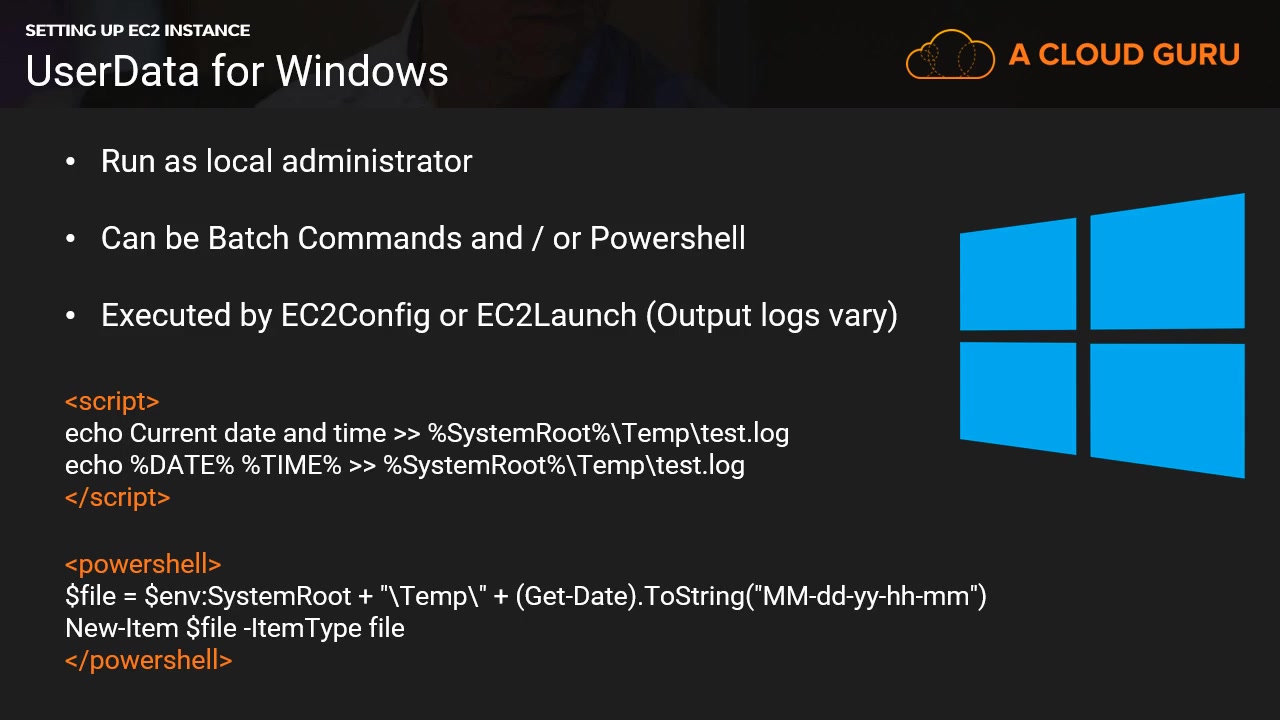 SETTING UP EC2 INSTANCE
UserData for Windows
A CLOUD GURU
• Run as local administrator
• Can be Batch Commands and / or Powershell
• Executed by EC2Config or EC2Launch (Output logs vary)
<script>
echo Current date and time >> %SystemRoot%\Temp\test.log
echo %DATE% %TIME% >> %SystemRoot%\Temp\test.log
</script>
<powershell>
$file = $env:SystemRoot + "\Temp\" + (Get-Date).ToString("MM-dd-yy-hh-mm")
New-Item $file -ItemType file
</powershell>